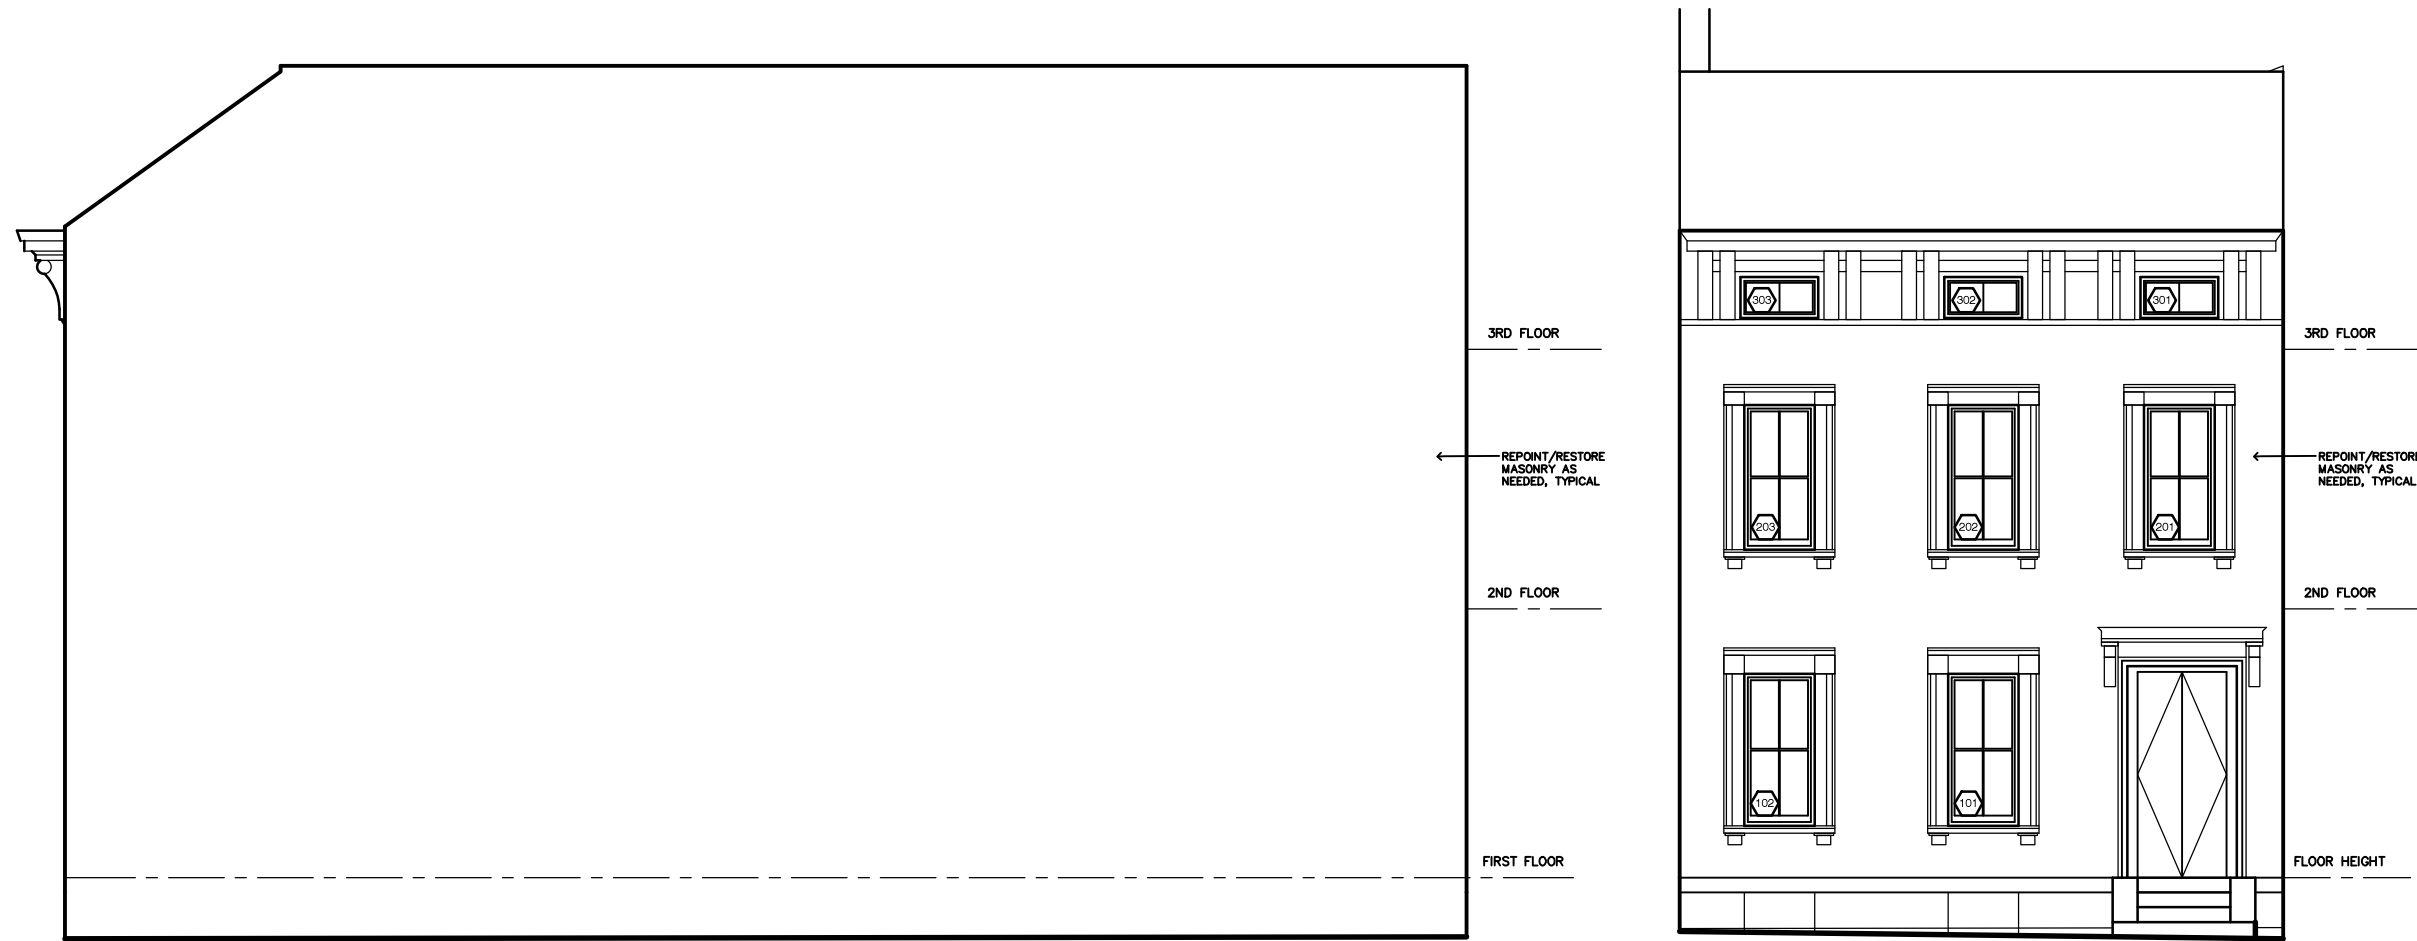 303
302
301
3RD FLOOR
3RD FLOOR
REPOINT/RESTORE
MASONRY AS
NEEDED, TYPICAL
REPOINT/RESTORE
MASONRY AS
NEEDED, TYPICAL
203
202
201
2ND FLOOR
2ND FLOOR
102
101
FIRST FLOOR
FLOOR HEIGHT